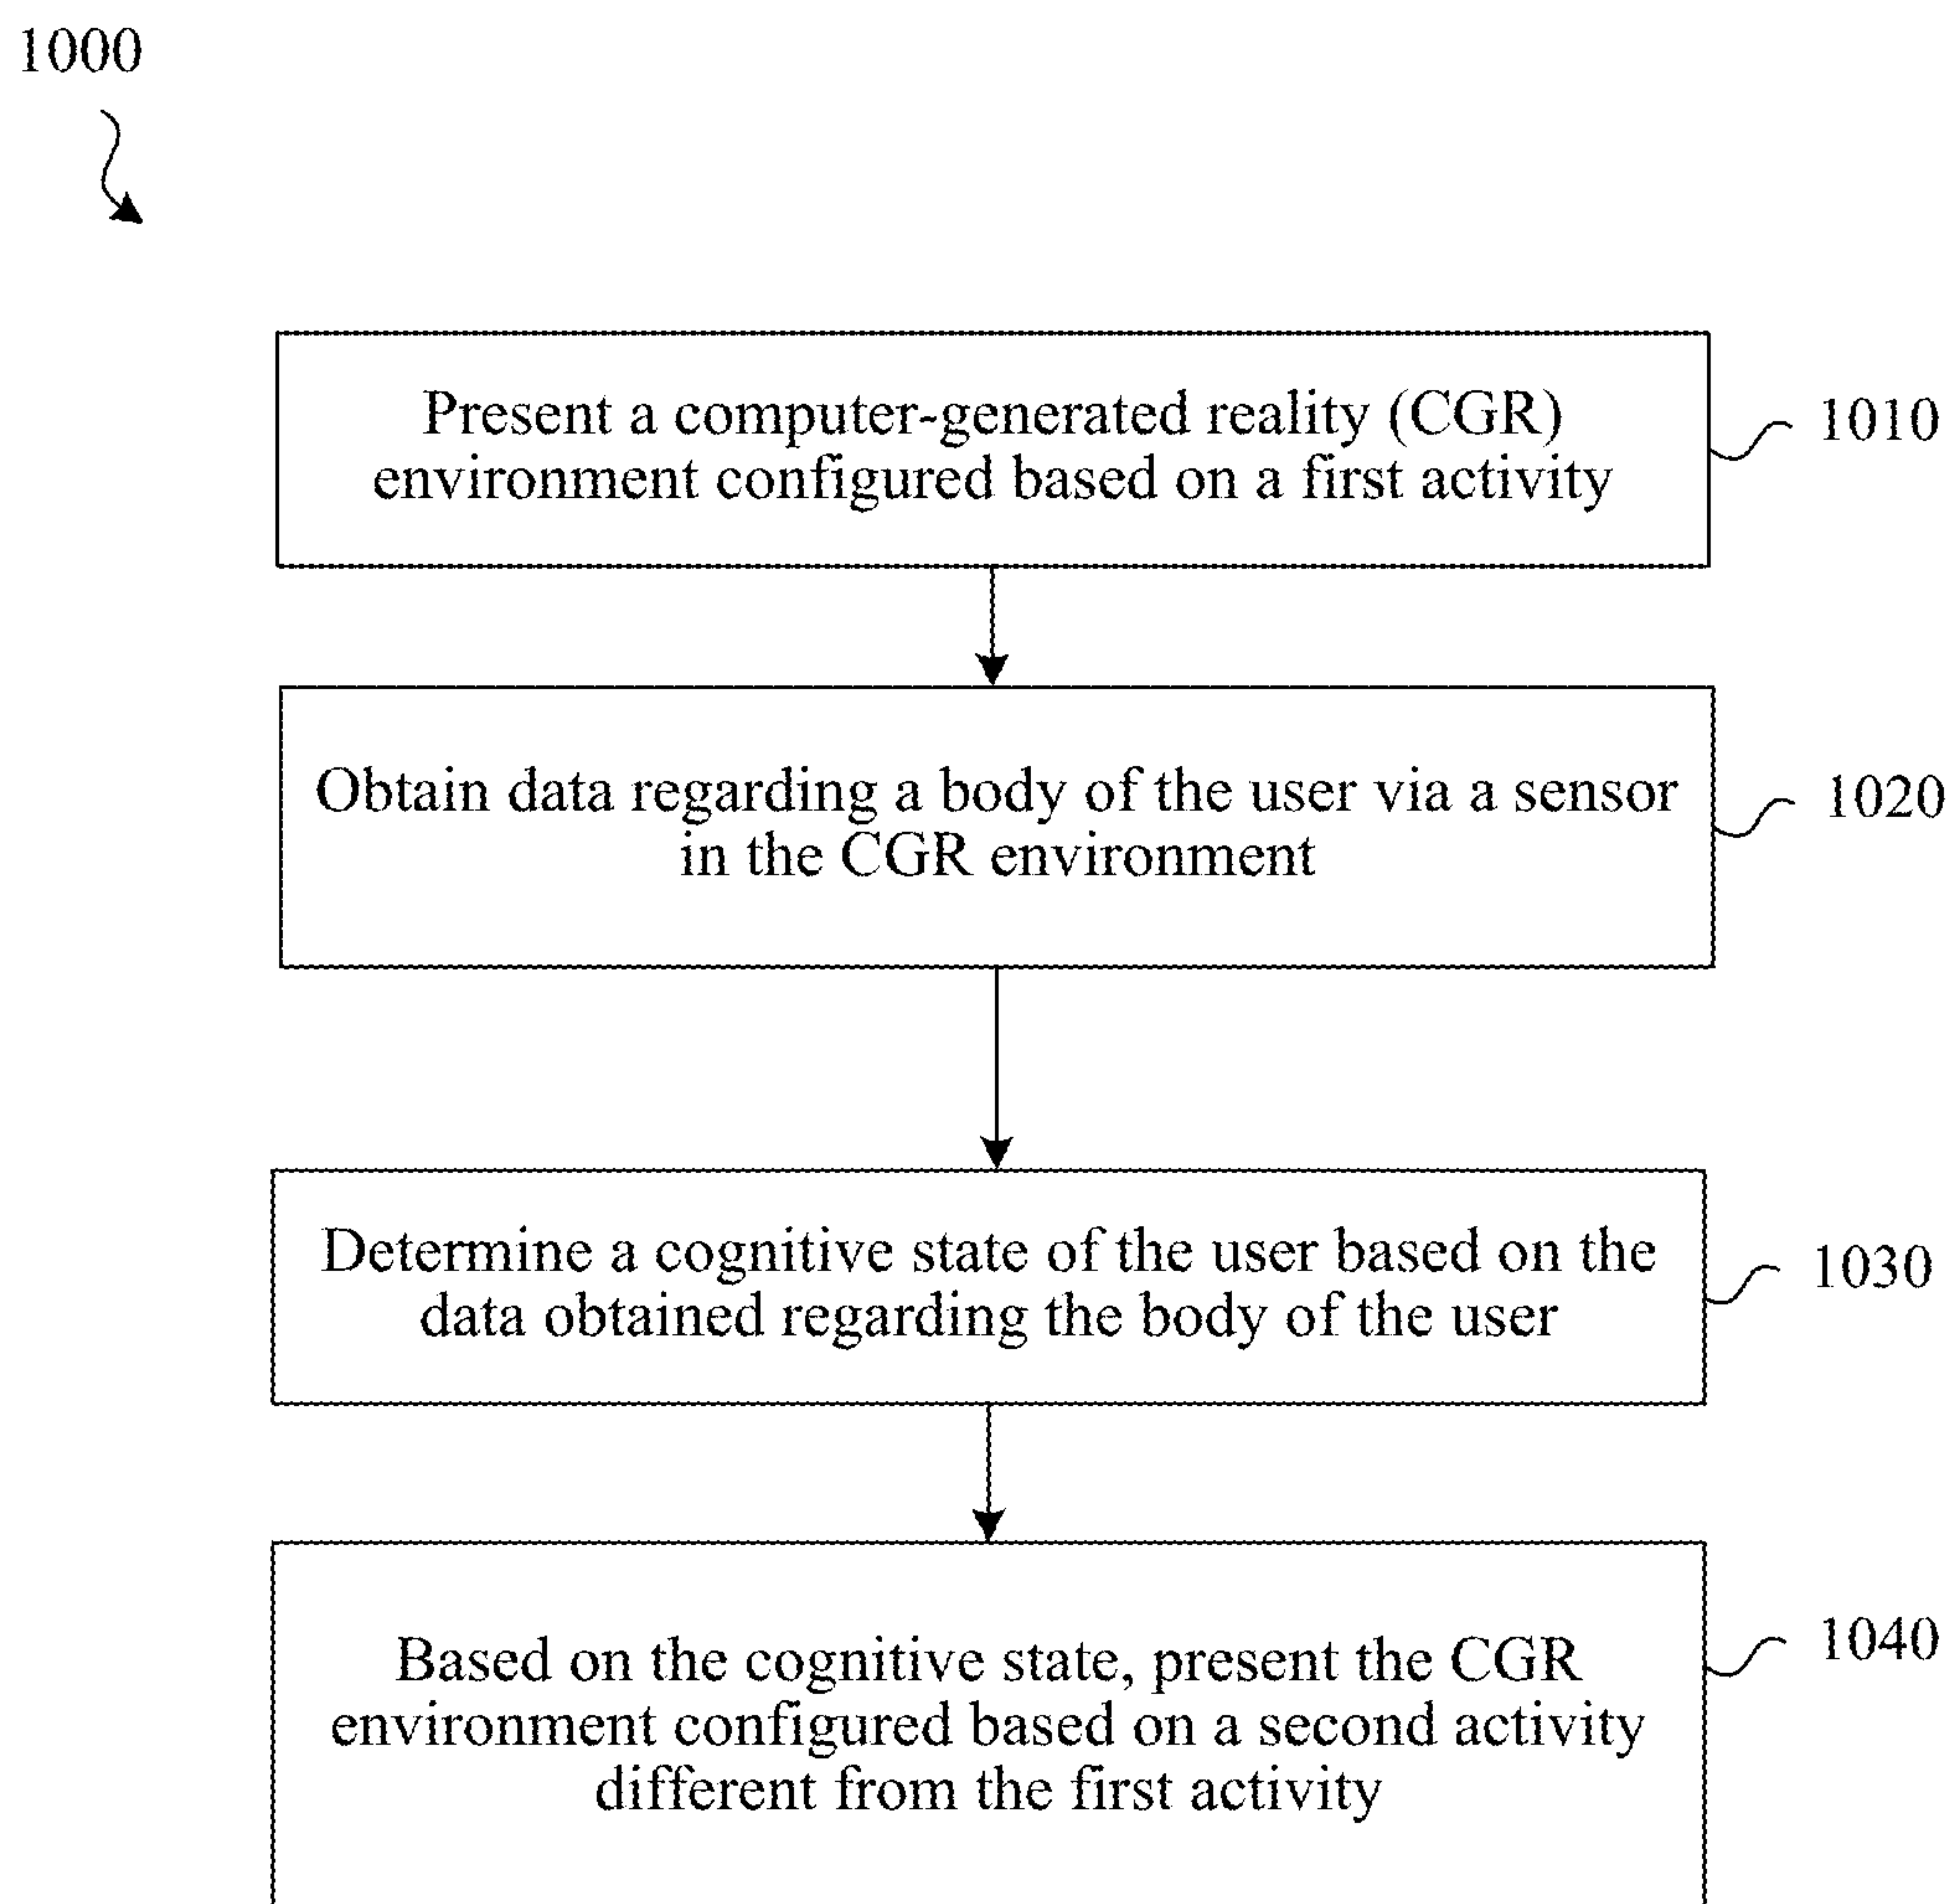 1000
Present a computer-generated reality (CGR)
environment configured based on a first activity
1010
Obtain data regarding a body of the user via a sensor
in the CGR environment
1020
Determine a cognitive state of the user based on the
data obtained regarding the body of the user
1030
Based on the cognitive state, present the CGR
environment configured based on a second activity
different from the first activity
1040